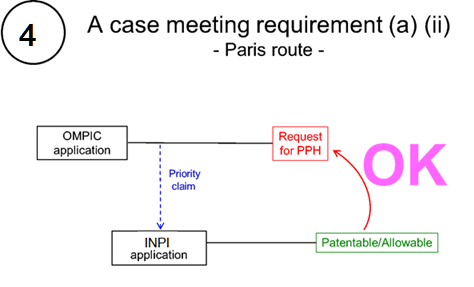 4
A case meeting requirement (a) (ii)
- Paris route -
OMPIC
application
Request
for PPH
OK
Priority
claim
INPI
application
Patentable/Allowable